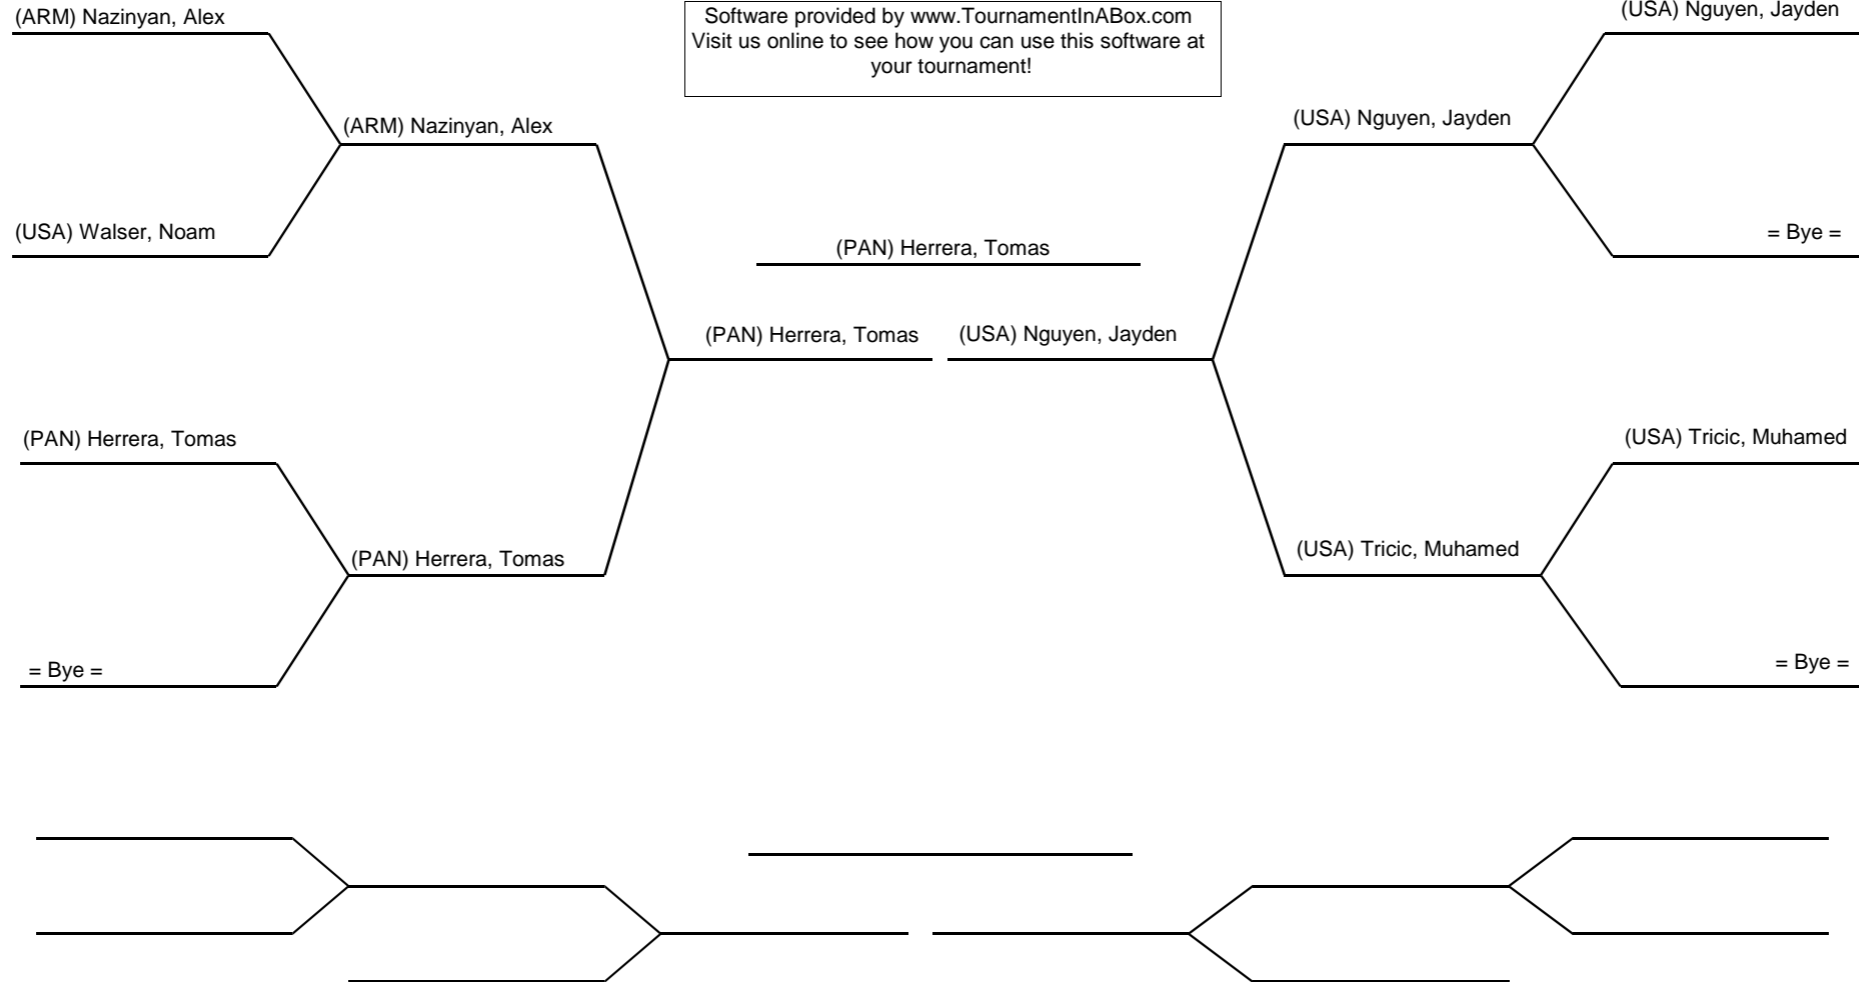 (ARM) Nazinyan, Alex
Software provided by www.TournamentInABox.com
Visit us online to see how you can use this software at
your tournament!
(USA) Nguyen, Jayden
(ARM) Nazinyan, Alex
(USA) Nguyen, Jayden
(USA) Walser, Noam
= Bye =
(PAN) Herrera, Tomas
(PAN) Herrera, Tomas
(USA) Nguyen, Jayden
(PAN) Herrera, Tomas
(USA) Tricic, Muhamed
(PAN) Herrera, Tomas
(USA) Tricic, Muhamed
= Bye =
= Bye =